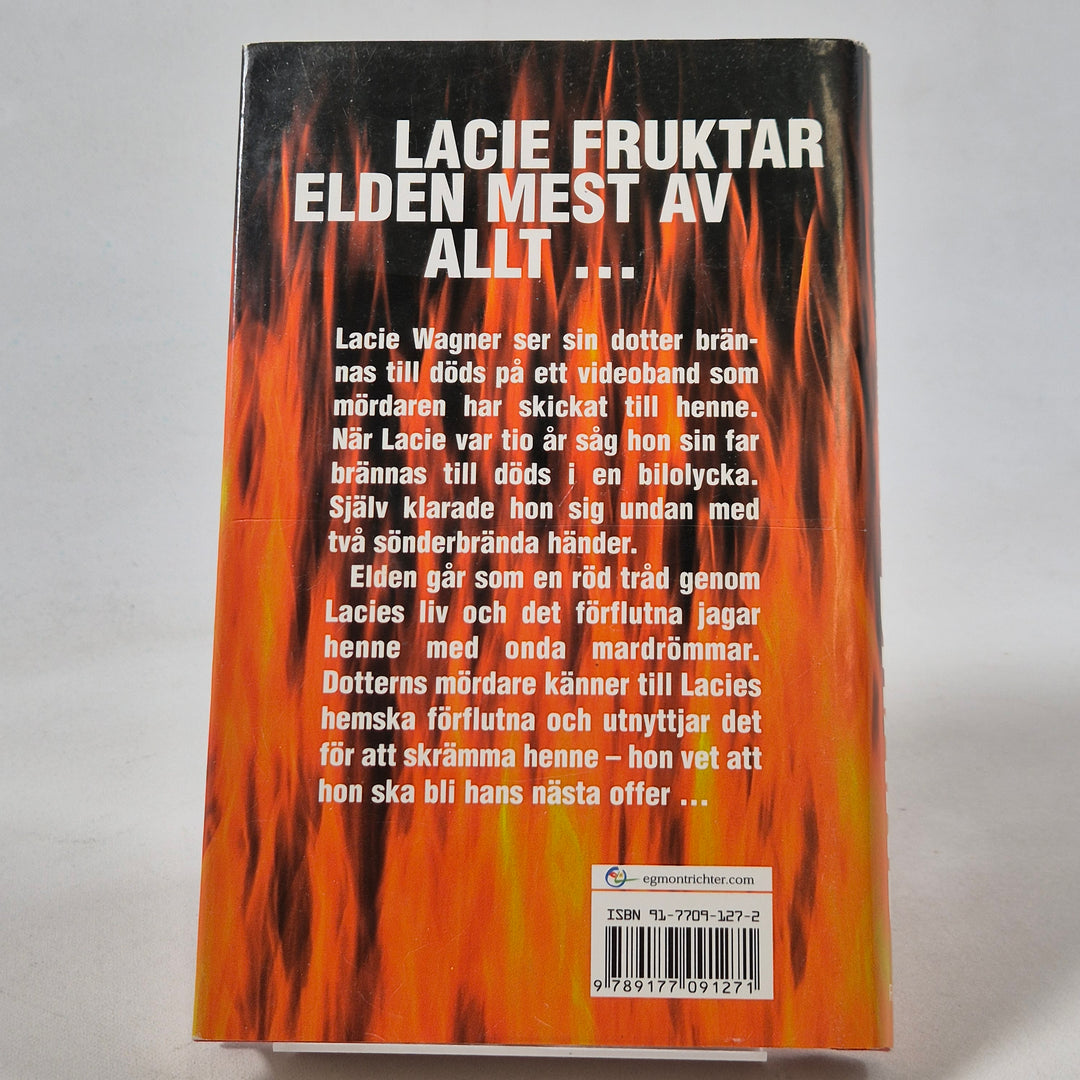 LACIE FRUKTAR
ELDEN MEST AV
ALLT ...
Lacie Wagner ser sin dotter brän-
nas till döds på ett videoband som
mördaren har skickat till henne.
När Lacie var tio år såg hon sin far
brännas till döds i en bilolycka.
Själv klarade hon sig undan med
två sönderbrända händer.
Elden går som en röd tråd genom
Lacies liv och det förflutna jagar
henne med onda mardrömmar.
Dotterns mördare känner till Lacies
hemska förflutna och utnyttjar det
för att skrämma henne – hon vet att
hon ska bli hans nästa offer ...
egmontrichter.com
ISBN 91-7709-127-2
9 789177 091271